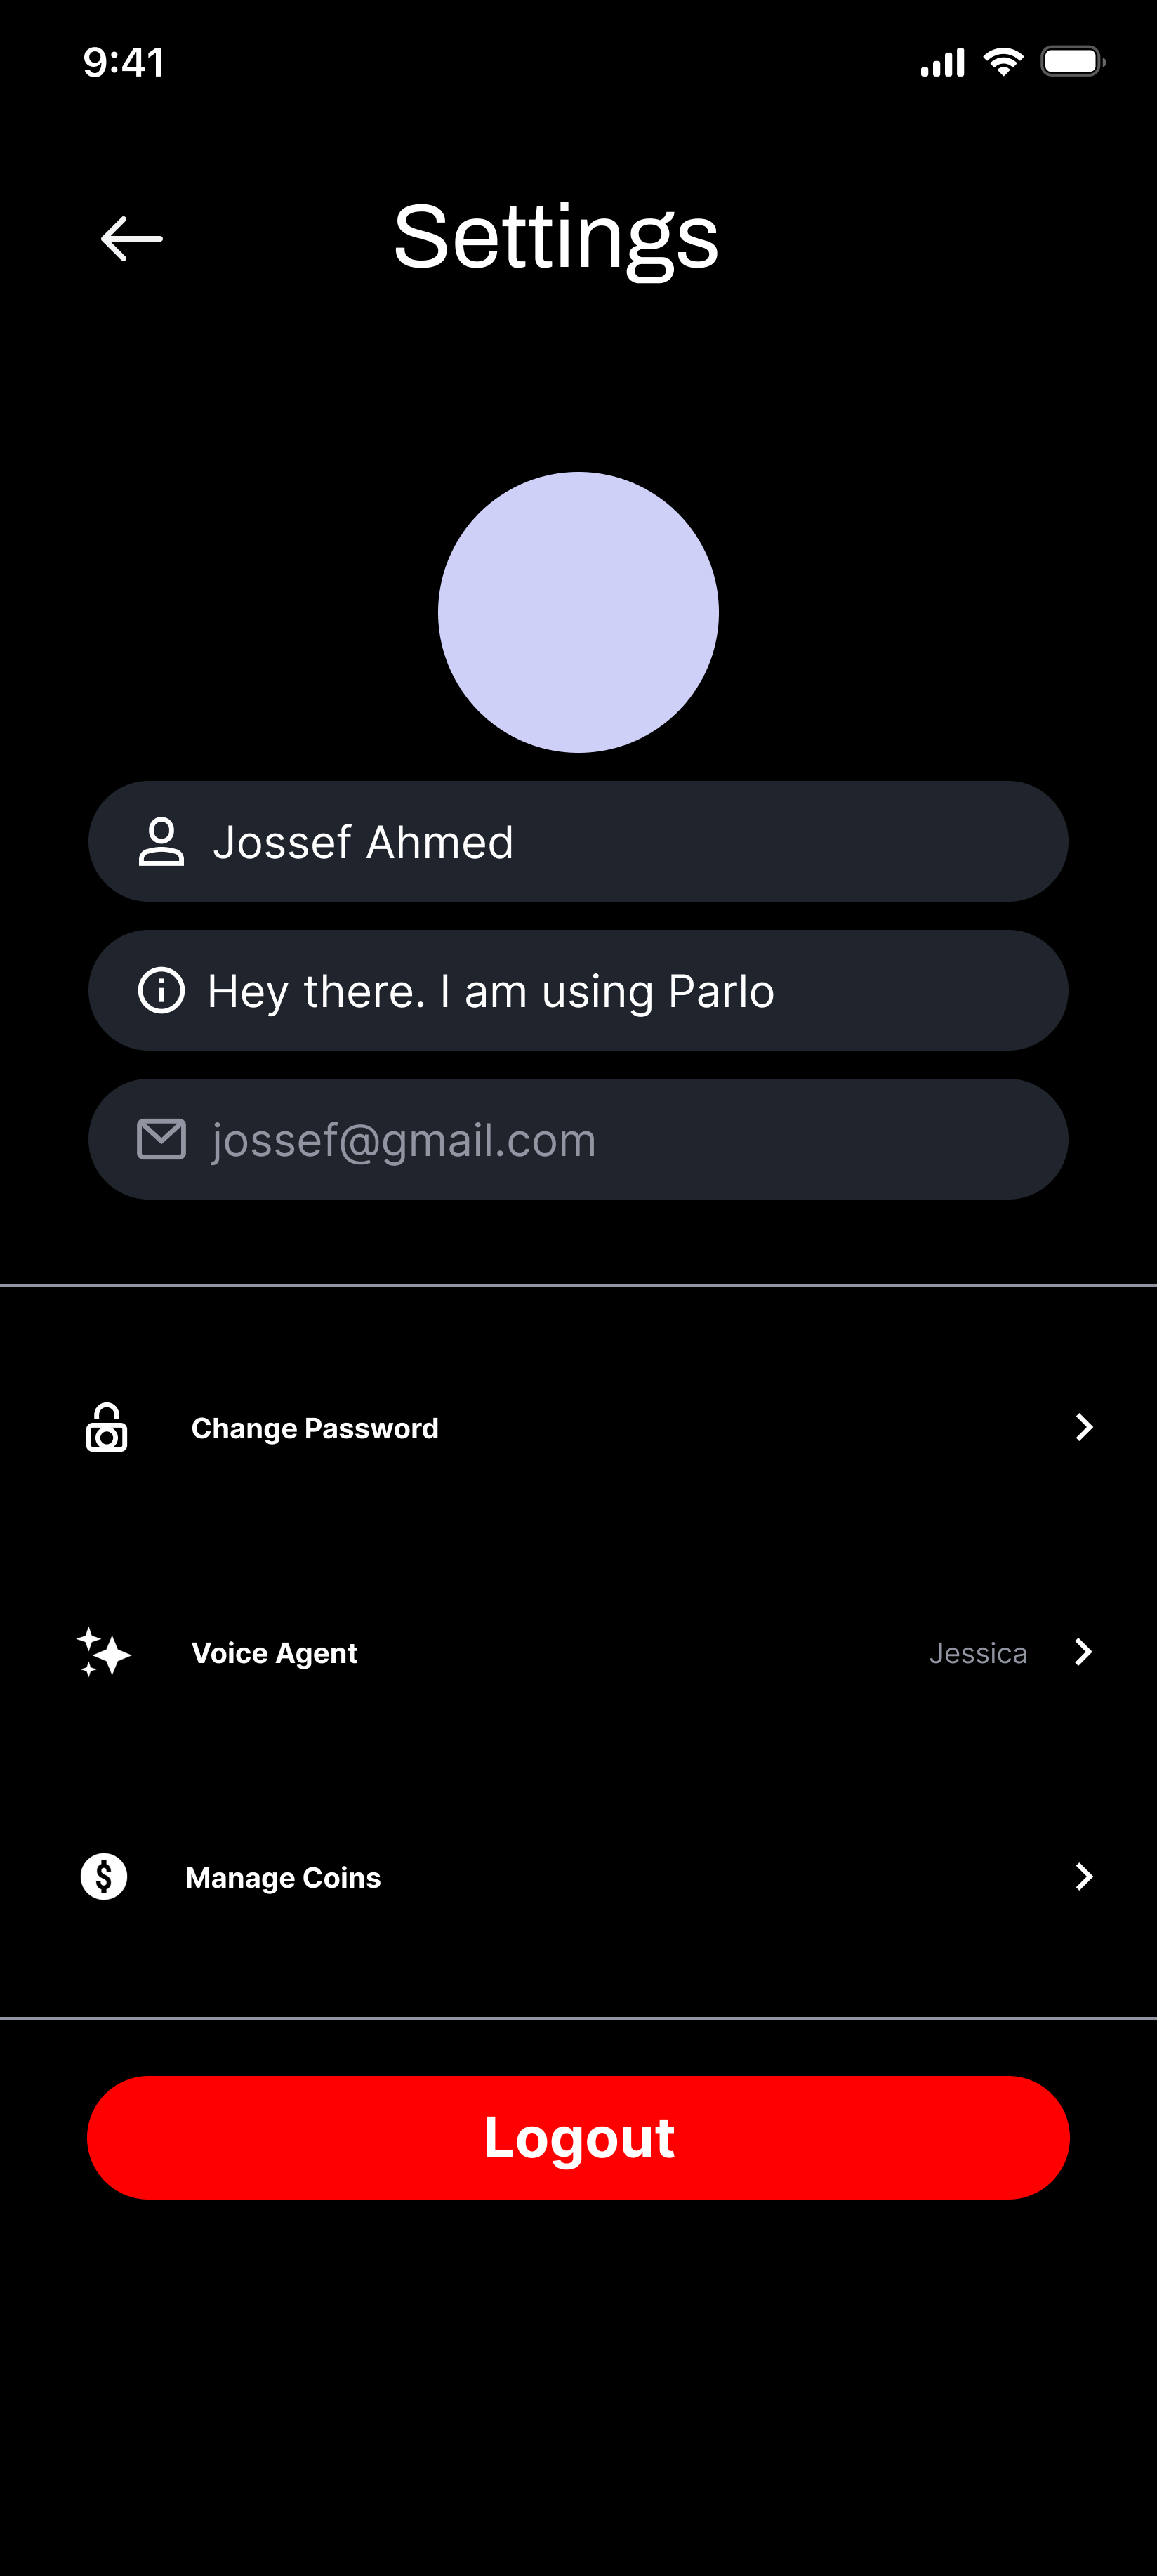 9:41
Settings
Jossef Ahmed
Hey there. I am using Parlo
jossef@gmail.com
Change Password
Voice Agent Jessica
$ Manage Coins
Logout